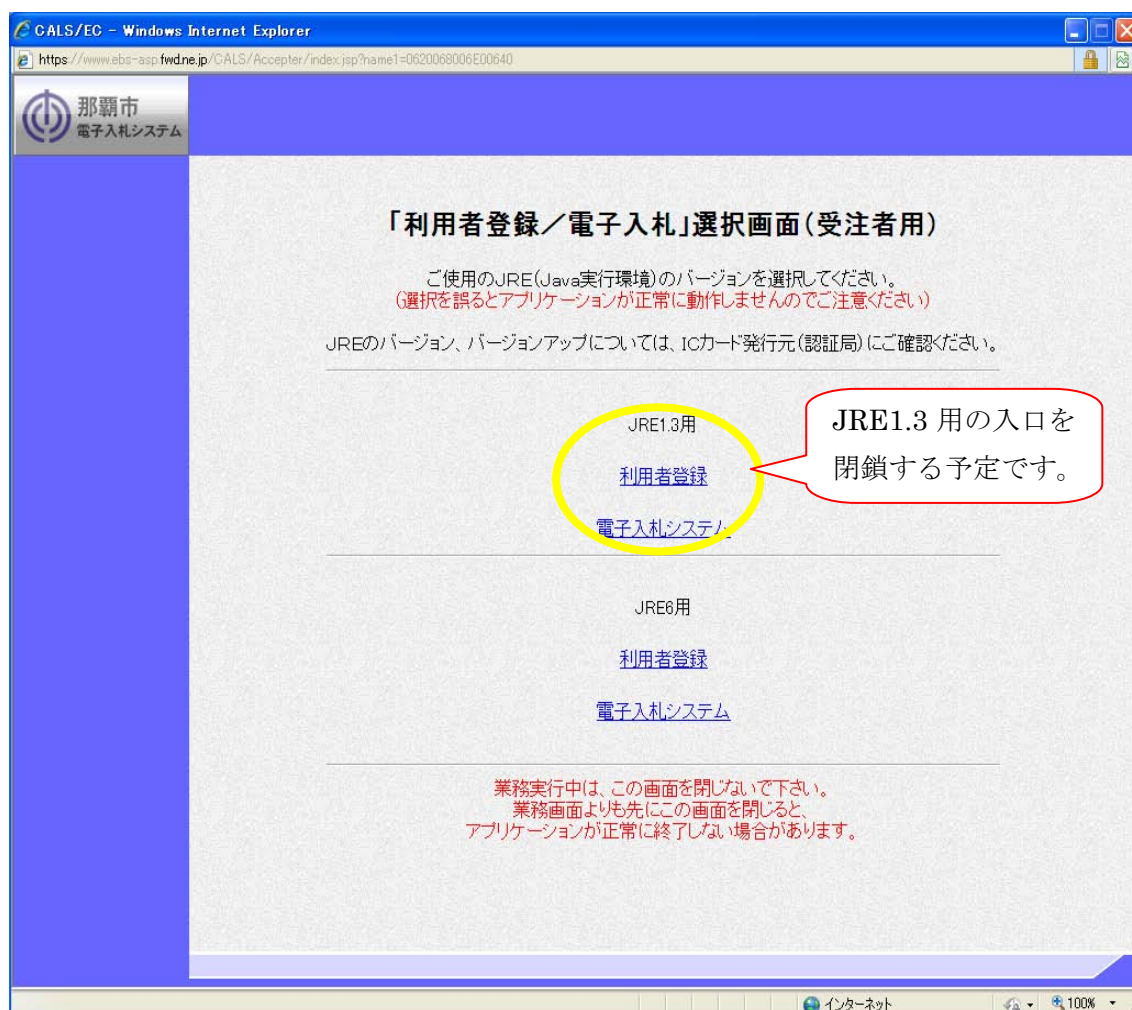 CALS/EC - Windows Internet Explorer
https://www.ebs-asp.fwd.ne.jp/CALS/Accepter/index.jsp?name1=0620068006E00640
那覇市
電子入札システム
「利用者登録／電子入札」選択画面(受注者用)
ご使用のJRE(Java実行環境)のバージョンを選択してください。
(選択を誤るとアプリケーションが正常に動作しませんのでご注意ください)
JREのバージョン、バージョンアップについては、ICカード発行元(認証局)にご確認ください。
JRE1.3用
利用者登録
電子入札システム
JRE1.3 用の入口を
閉鎖する予定です。
JRE6用
利用者登録
電子入札システム
業務実行中は、この画面を閉じないで下さい。
業務画面よりも先にこの画面を閉じると、
アプリケーションが正常に終了しない場合があります。
インターネット
100%